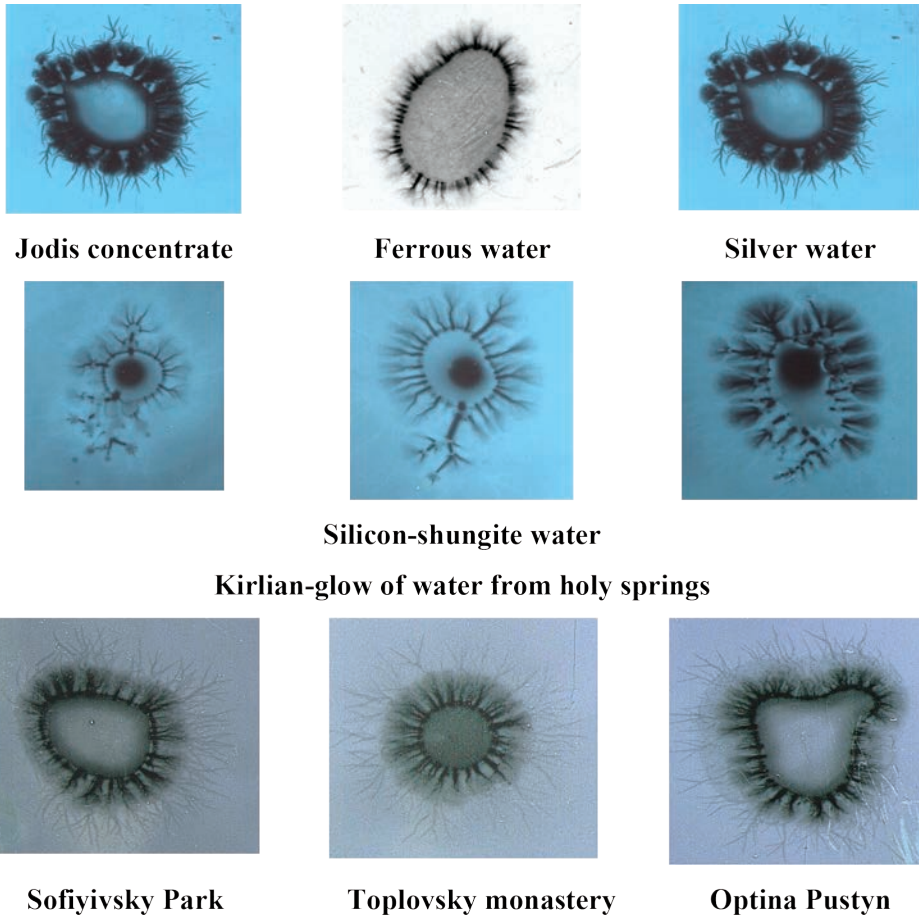 Jodis concentrate
Ferrous water
Silver water
Silicon-shungite water
Kirlian-glow of water from holy springs
Sofiyivsky Park
Toplovsky monastery
Optina Pustyn